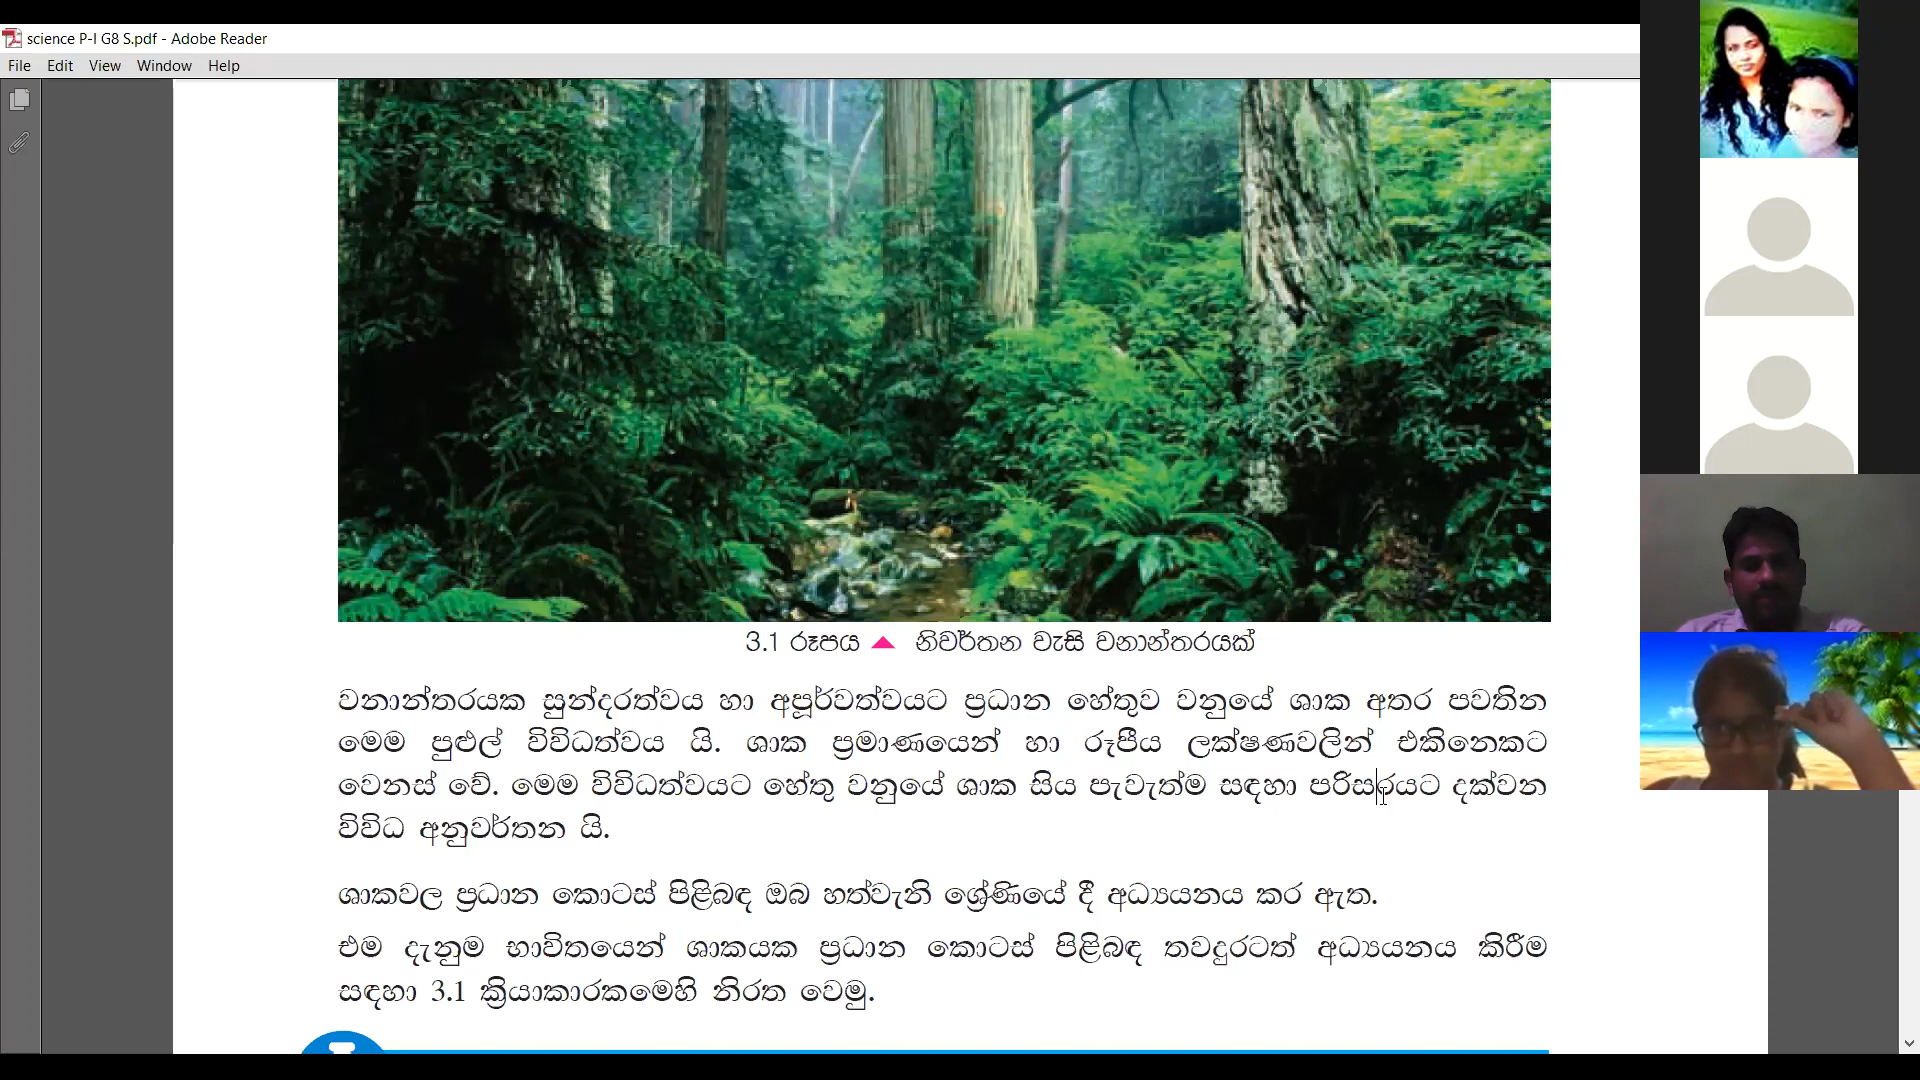 science P-I G8 S.pdf - Adobe Reader
File Edit View Window Help
3.1 රූපය ▲ නිවර්තන වැසි වනාන්තරයක්
වනාන්තරයක සුන්දරත්වය හා අපූර්වත්වයට ප්‍රධාන හේතුව වනුයේ ශාක අතර පවතින
මෙම පුළුල් විවිධත්වය යි. ශාක ප්‍රමාණයෙන් හා රූපීය ලක්ෂණවලින් එකිනෙකට
වෙනස් වේ. මෙම විවිධත්වයට හේතු වනුයේ ශාක සිය පැවැත්ම සඳහා පරිසරයට දක්වන
විවිධ අනුවර්තන යි.
ශාකවල ප්‍රධාන කොටස් පිළිබඳ ඔබ හත්වැනි ශ්‍රේණියේ දී අධ්‍යයනය කර ඇත.
එම දැනුම භාවිතයෙන් ශාකයක ප්‍රධාන කොටස් පිළිබඳ තවදුරටත් අධ්‍යයනය කිරීම
සඳහා 3.1 ක්‍රියාකාරකමෙහි නිරත වෙමු.